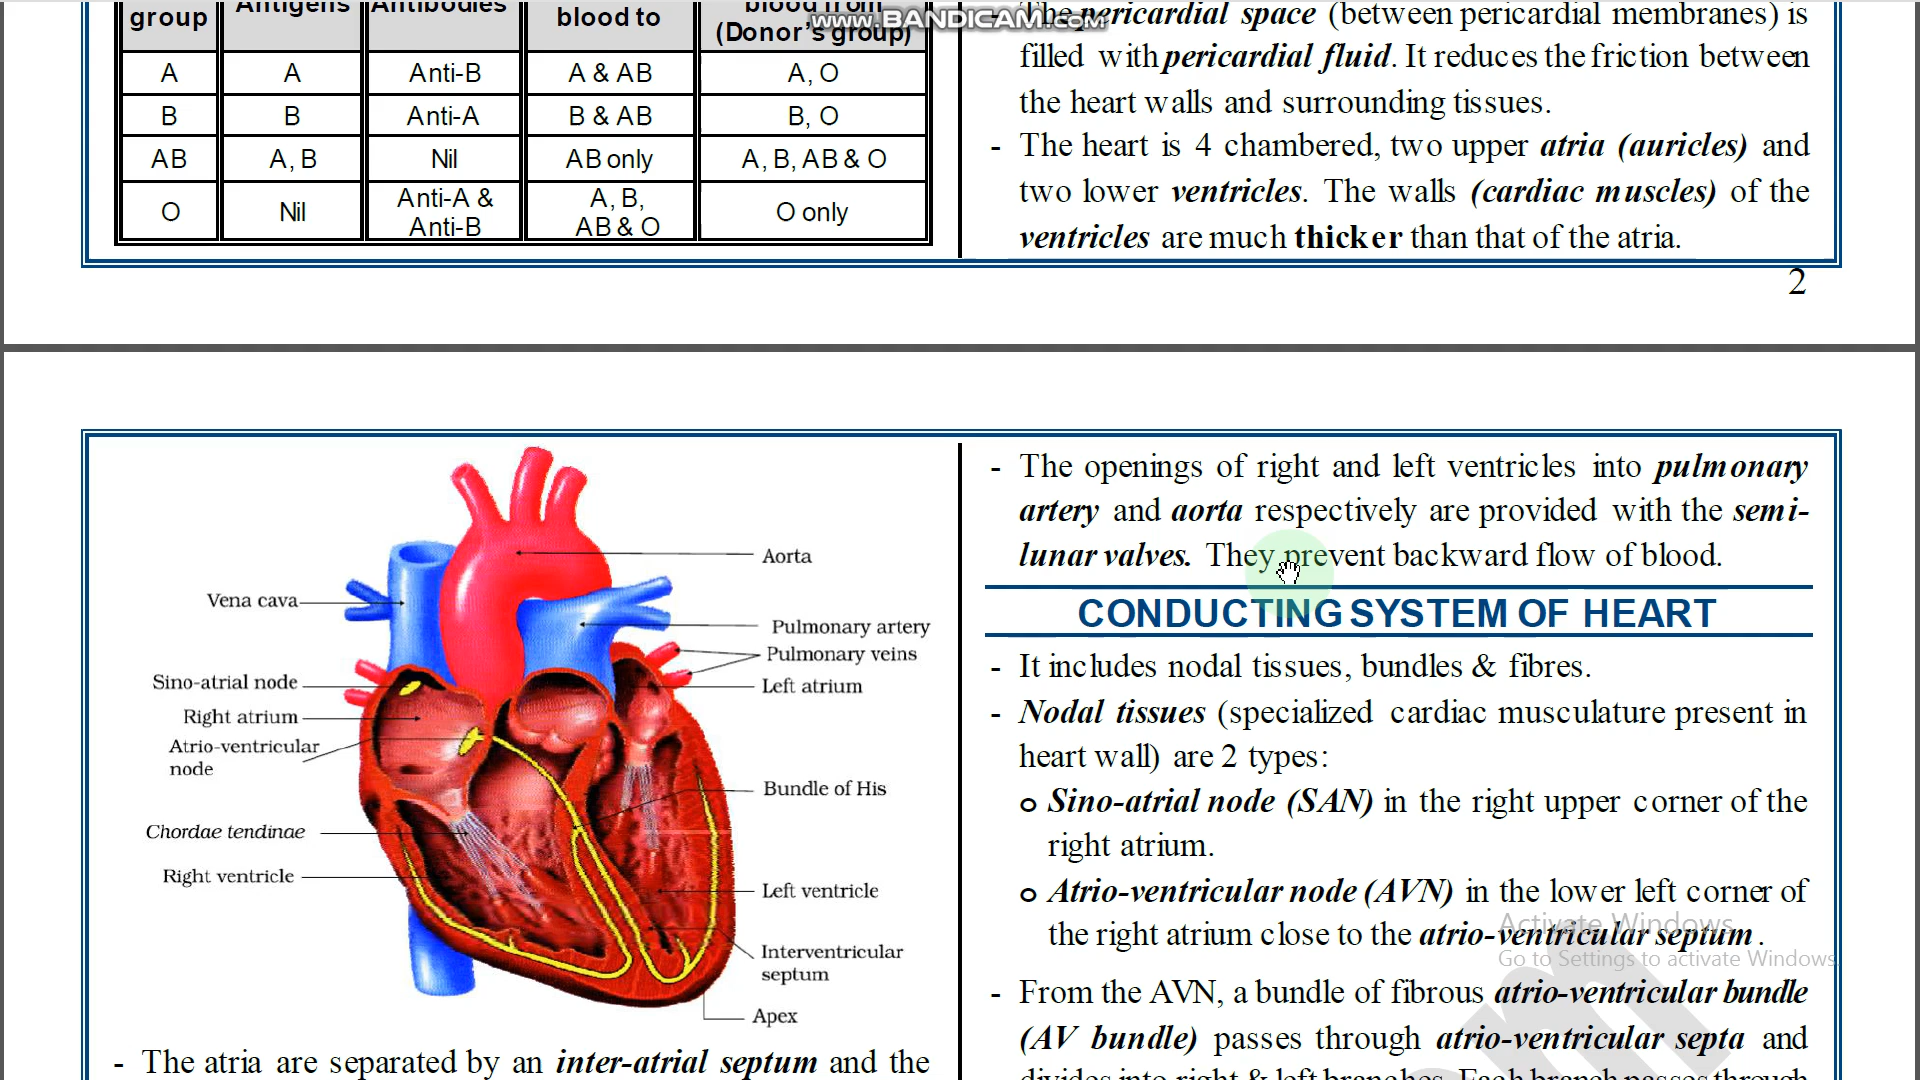 group
Antigens
Antibodies
blood to
blood from
(Donor's group)
A A Anti-B A & AB A, O
B B Anti-A B & AB B, O
AB A, B Nil AB only A, B, AB & O
O Nil Anti-A & Anti-B A, B, AB & O O only
www.BANDICAM.com
The pericardial space (between pericardial membranes) is
filled with pericardial fluid. It reduces the friction between
the heart walls and surrounding tissues.
- The heart is 4 chambered, two upper atria (auricles) and
two lower ventricles. The walls (cardiac muscles) of the
ventricles are much thicker than that of the atria.
2
Aorta
Vena cava
Pulmonary artery
Pulmonary veins
Sino-atrial node
Left atrium
Right atrium
Atrio-ventricular
node
Bundle of His
Chordae tendinae
Right ventricle
Left ventricle
Interventricular
septum
Apex
- The atria are separated by an inter-atrial septum and the
- The openings of right and left ventricles into pulmonary
artery and aorta respectively are provided with the semi-
lunar valves. They prevent backward flow of blood.
CONDUCTING SYSTEM OF HEART
- It includes nodal tissues, bundles & fibres.
- Nodal tissues (specialized cardiac musculature present in
heart wall) are 2 types:
o Sino-atrial node (SAN) in the right upper corner of the
right atrium.
o Atrio-ventricular node (AVN) in the lower left corner of
the right atrium close to the atrio-ventricular septum.
- From the AVN, a bundle of fibrous atrio-ventricular bundle
(AV bundle) passes through atrio-ventricular septa and
divides into right & left branches. Each branch passes through
Activate Windows
Go to Settings to activate Windows